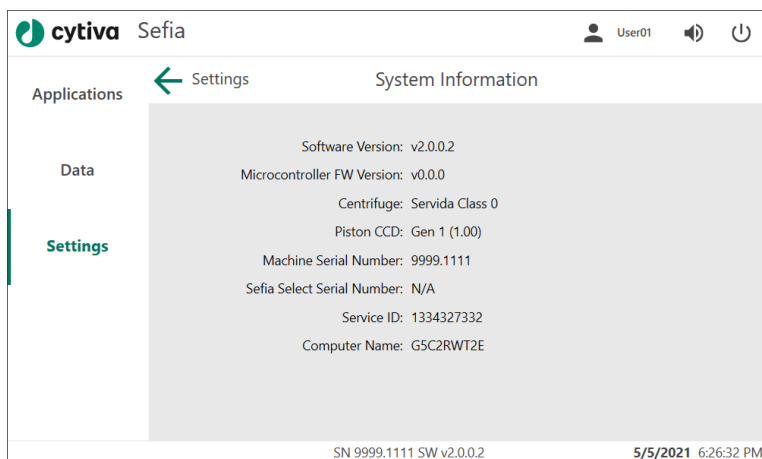 cytiva Sefia User01
Applications
Data
Settings
Settings System Information
Software Version: v2.0.0.2
Microcontroller FW Version: v0.0.0
Centrifuge: Servida Class 0
Piston CCD: Gen 1 (1.00)
Machine Serial Number: 9999.1111
Sefia Select Serial Number: N/A
Service ID: 1334327332
Computer Name: G5C2RWT2E
SN 9999.1111 SW v2.0.0.2 5/5/2021 6:26:32 PM